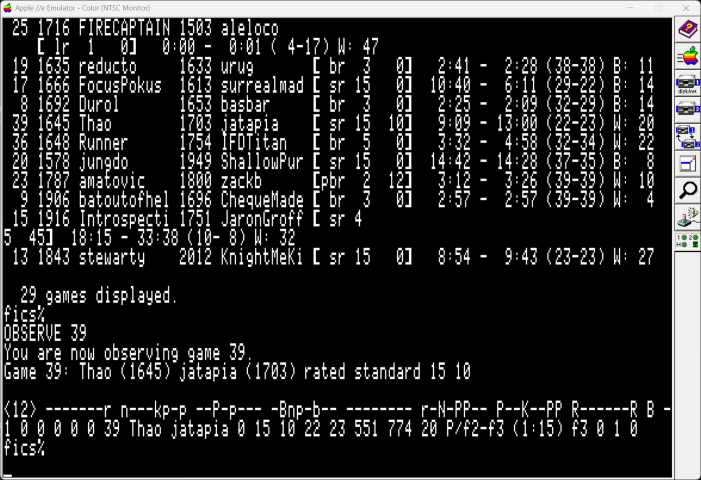 Apple //e Emulator - Color (NTSC Monitor)
25 1716 FIRECAPTAIN 1503 aleloco
[ lr 1 0] 0:00 - 0:01 ( 4-17) W: 47
19 1635 reducto 1633 urug [ br 3 0] 2:41 - 2:28 (38-38) B: 11
17 1666 FocusPokus 1613 surrealmad [ sr 15 0] 10:40 - 6:11 (29-22) B: 14
8 1692 Ourol 1653 basbar [ br 3 0] 2:25 - 2:09 (32-29) B: 14
39 1645 Thao 1703 jatapia [ sr 15 10] 9:09 - 13:00 (22-23) W: 20
36 1648 Runner 1754 IFDTitan [ br 5 0] 3:32 - 4:58 (32-34) W: 22
20 1578 jungdo 1949 ShallowPur [ sr 15 0] 14:42 - 14:28 (37-35) B: 8
23 1787 amatovic 1800 zackb [pbr 2 12] 3:12 - 3:26 (39-39) W: 10
9 1906 batoutofhel 1696 ChequeMade [ br 3 0] 2:57 - 2:57 (39-39) W: 4
15 1916 Introspecti 1751 JaronGroff [ sr 4
5 45] 18:15 - 33:38 (10- 8) W: 32
13 1843 stewarty 2012 KnightMeKi [ sr 15 0] 8:54 - 9:43 (23-23) W: 27
29 games displayed.
fics%
OBSERVE 39
You are now observing game 39.
Game 39: Thao (1645) jatapia (1703) rated standard 15 10
<12> -------r n---kp-p --P-p--- -Bnp-b-- -------- r-N-PP-- P--K--PP R------R B -
1 0 0 0 0 0 39 Thao jatapia 0 15 10 22 23 551 774 20 P/f2-f3 (1:15) f3 0 1 0
fics%